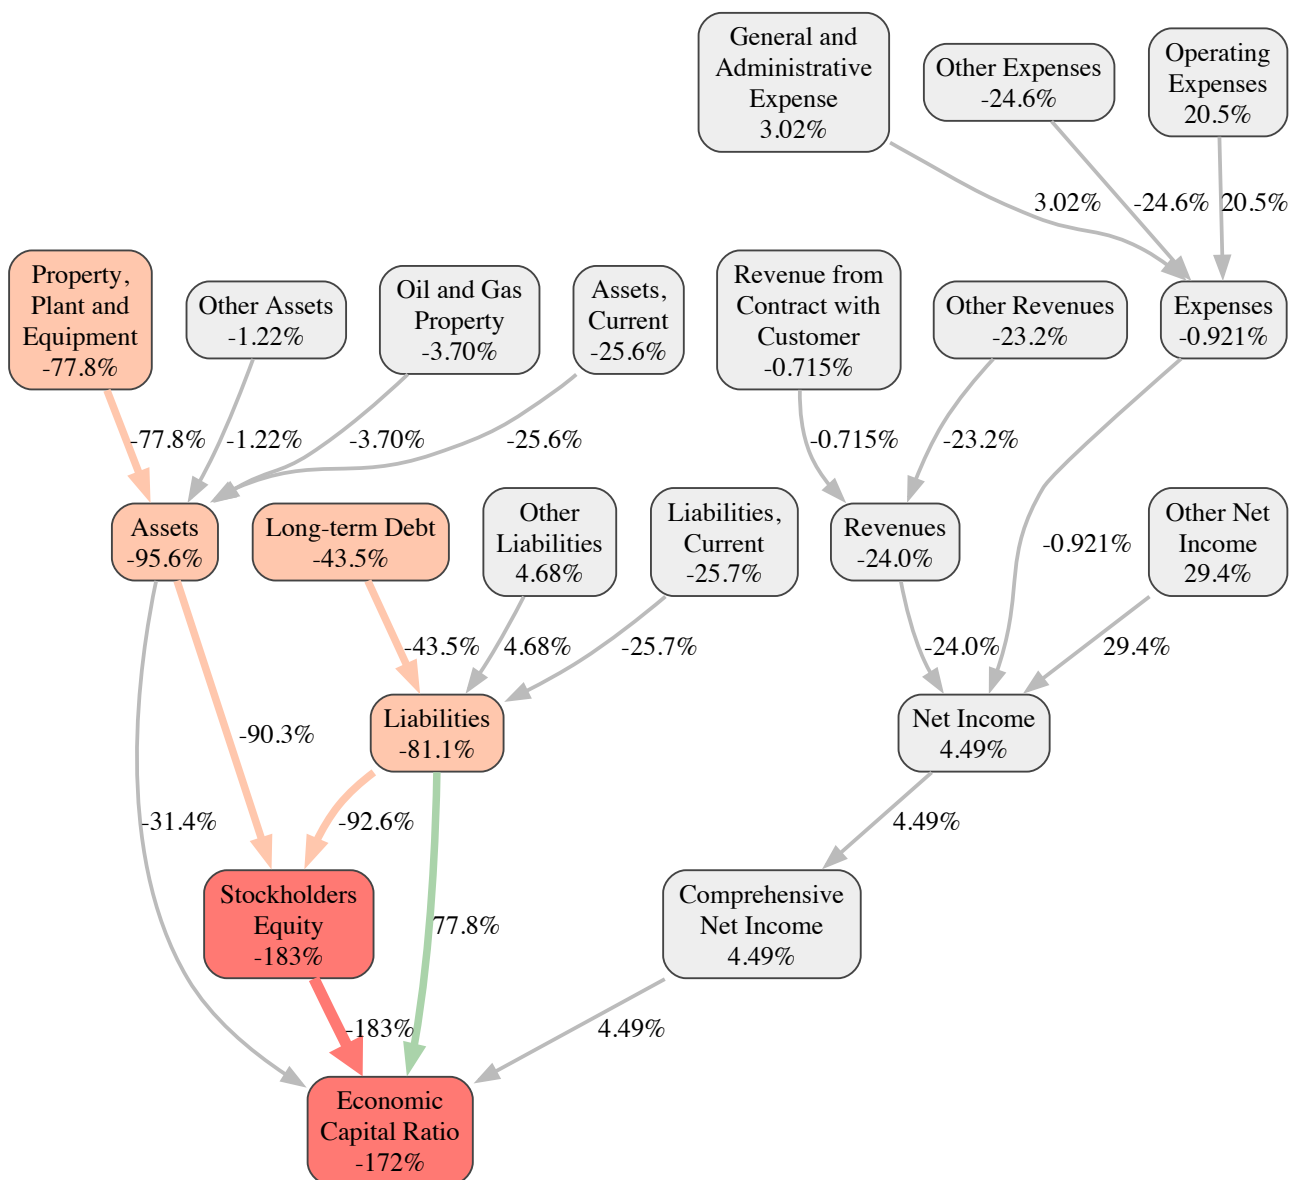 General and
Administrative
Expense
3.02%
Other Expenses
-24.6%
Operating
Expenses
20.5%
3.02%
-24.6%
20.5%
Property,
Plant and
Equipment
-77.8%
Other Assets
-1.22%
Oil and Gas
Property
-3.70%
Assets,
Current
-25.6%
Revenue from
Contract with
Customer
-0.715%
Other Revenues
-23.2%
Expenses
-0.921%
-77.8%
-1.22%
-3.70%
-25.6%
-0.715%
-23.2%
Assets
-95.6%
Long-term Debt
-43.5%
Other
Liabilities
4.68%
Liabilities,
Current
-25.7%
Revenues
-24.0%
-0.921%
Other Net
Income
29.4%
-43.5%
4.68%
-25.7%
-24.0%
29.4%
-90.3%
Liabilities
-81.1%
Net Income
4.49%
-31.4%
-92.6%
4.49%
Stockholders
Equity
-183%
77.8%
Comprehensive
Net Income
4.49%
-183%
4.49%
Economic
Capital Ratio
-172%